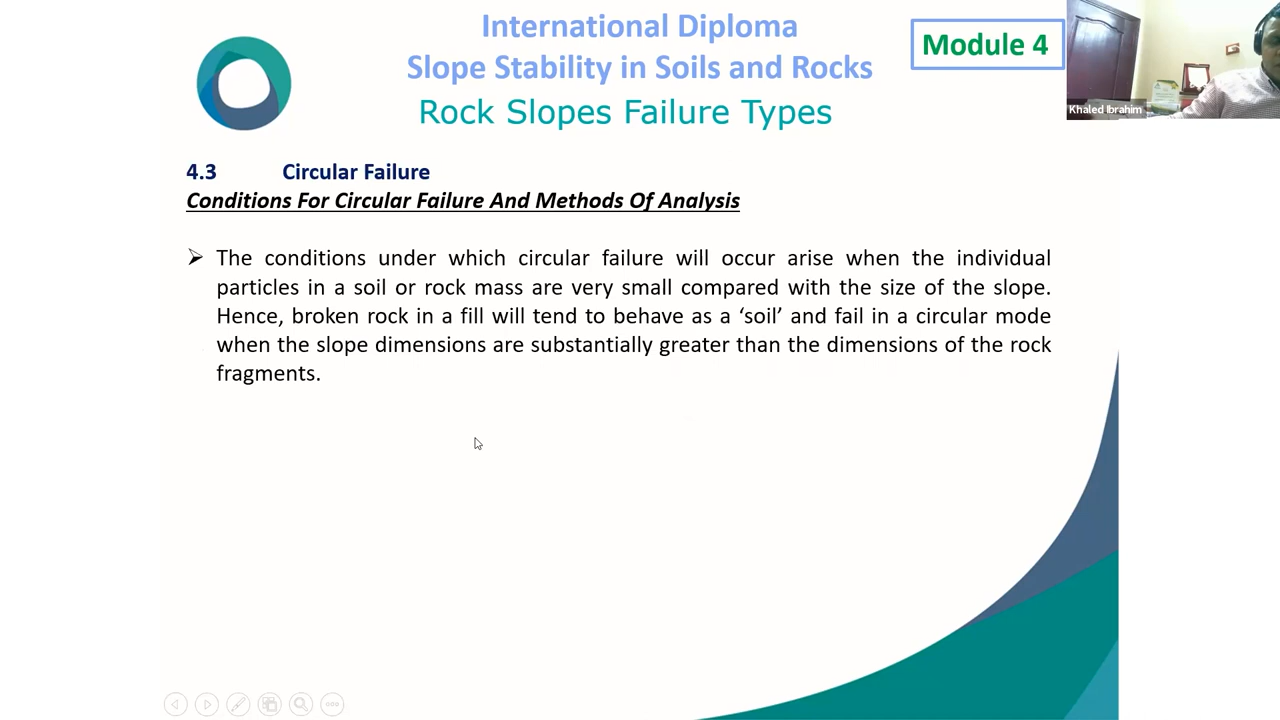 International Diploma
Slope Stability in Soils and Rocks
Rock Slopes Failure Types
Module 4
Khaled Ibrahim
4.3 Circular Failure
Conditions For Circular Failure And Methods Of Analysis
The conditions under which circular failure will occur arise when the individual
particles in a soil or rock mass are very small compared with the size of the slope.
Hence, broken rock in a fill will tend to behave as a ‘soil’ and fail in a circular mode
when the slope dimensions are substantially greater than the dimensions of the rock
fragments.